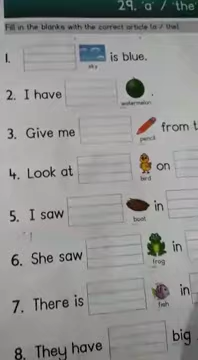 29. 'a' / 'the'
Fill in the blanks with the correct article (a / the).
1. is blue.
sky
2. I have .
watermelon
3. Give me from t
pencil
4. Look at on
bird
5. I saw in
boat
6. She saw in
frog
7. There is in
fish
8. They have big